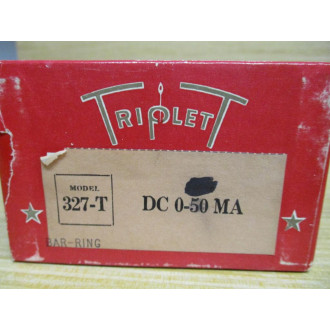 TRIPLETT
MODEL
327-T
DC 0-50 MA
BAR-RING